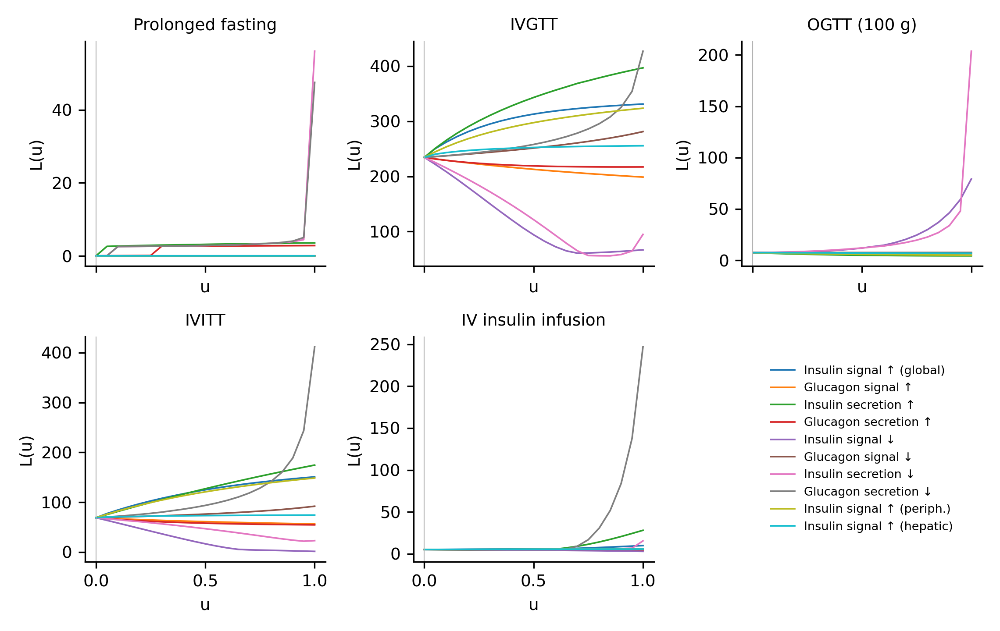 Prolonged fasting
IVGTT
OGTT (100 g)
L(u)
40
20
0
u
L(u)
400
300
200
100
u
L(u)
200
150
100
50
0
u
IVITT
IV insulin infusion
L(u)
400
300
200
100
0
0.0 0.5 1.0
u
L(u)
250
200
150
100
50
0
0.0 0.5 1.0
u
Insulin signal ↑ (global)
Glucagon signal ↑
Insulin secretion ↑
Glucagon secretion ↑
Insulin signal ↓
Glucagon signal ↓
Insulin secretion ↓
Glucagon secretion ↓
Insulin signal ↑ (periph.)
Insulin signal ↑ (hepatic)